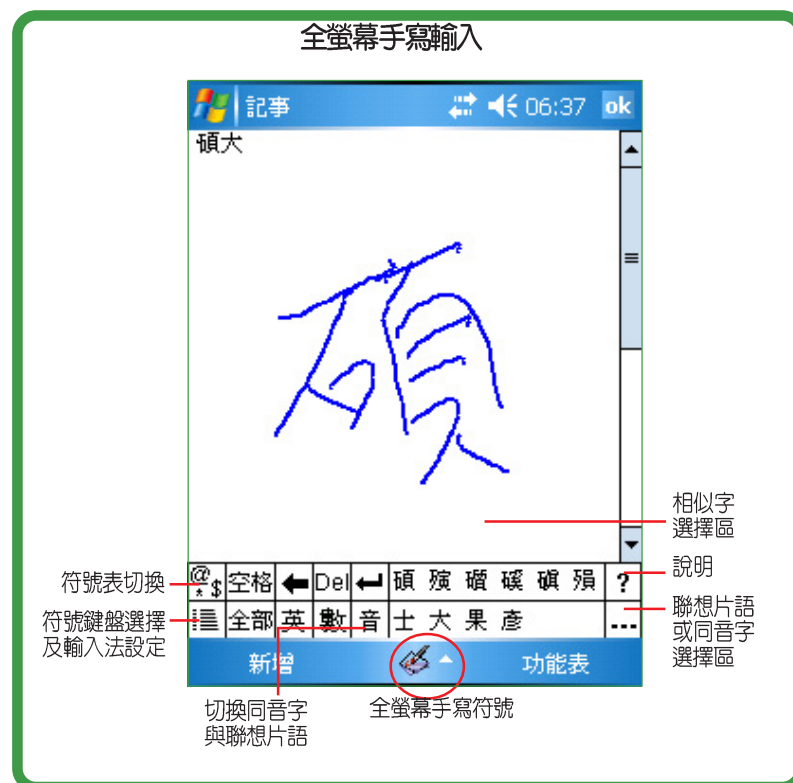 全螢幕手寫輸入
記事 06:37 ok
碩大
碩
相似字
選擇區
符號表切換
@*$ 空格 Del 碩 殯 礸 磎 磌 殞 ?
說明
符號鍵盤選擇
及輸入法設定
全部 英 數 音 士 大 果 彥 ...
聯想片語
或同音字
選擇區
新增 功能表
切換同音字
與聯想片語
全螢幕手寫符號